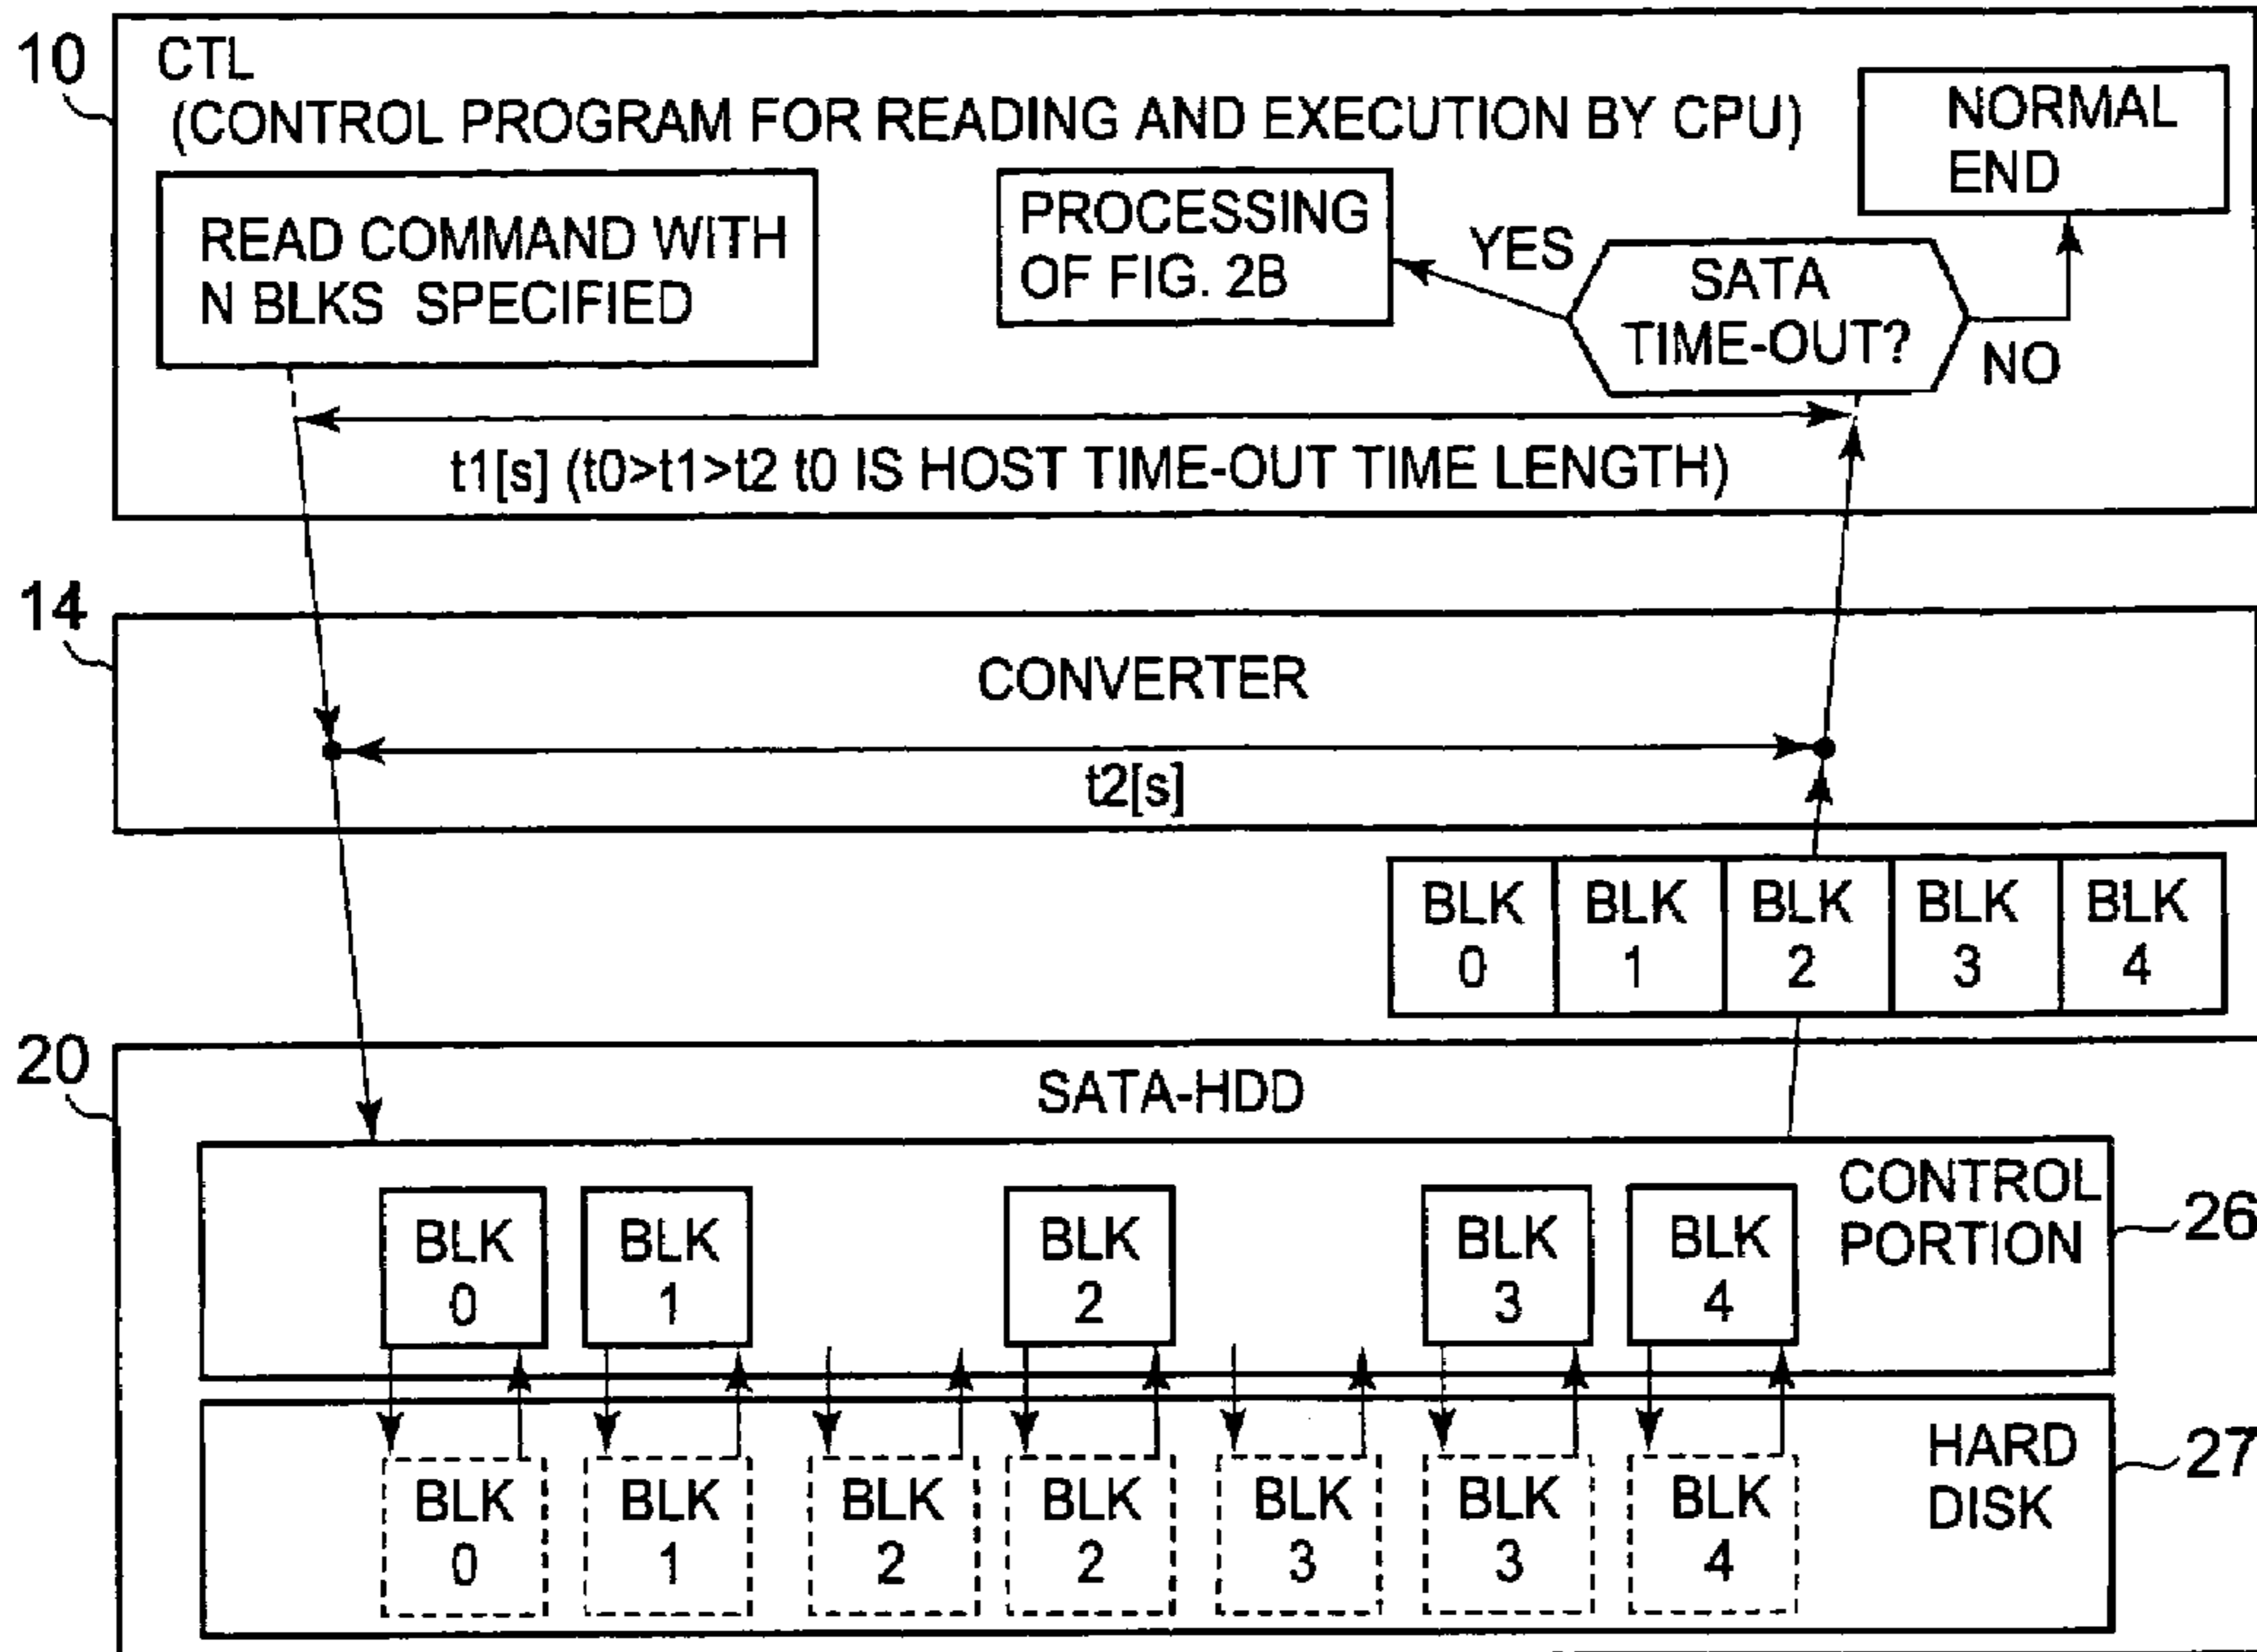 10
CTL
(CONTROL PROGRAM FOR READING AND EXECUTION BY CPU)
NORMAL
END
READ COMMAND WITH
N BLKS SPECIFIED
PROCESSING
OF FIG. 2B
YES
SATA
TIME-OUT?
NO
t1[s] (t0>t1>t2 t0 IS HOST TIME-OUT TIME LENGTH)
14
CONVERTER
t2[s]
BLK BLK BLK BLK BLK
0 1 2 3 4
20
SATA-HDD
CONTROL
PORTION
26
BLK BLK BLK BLK BLK
0 1 2 3 4
HARD
DISK
27
BLK BLK BLK BLK BLK BLK BLK
0 1 2 2 3 3 4